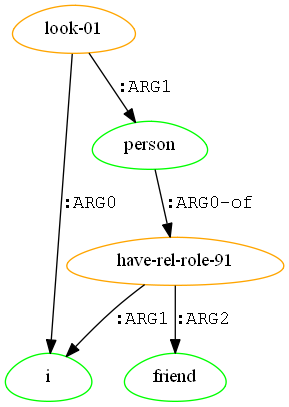 look-01
:ARG1
person
:ARG0 :ARG0-of
have-rel-role-91
:ARG1 :ARG2
i friend